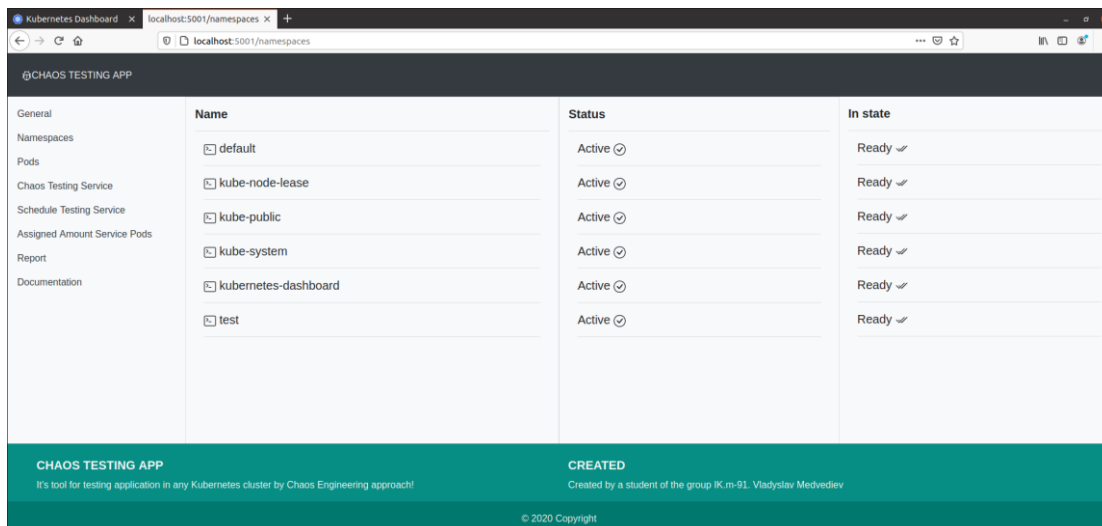 Kubernetes Dashboard
localhost:5001/namespaces
localhost:5001/namespaces
CHAOS TESTING APP
General
Namespaces
Pods
Chaos Testing Service
Schedule Testing Service
Assigned Amount Service Pods
Report
Documentation
Name Status In state
default Active Ready
kube-node-lease Active Ready
kube-public Active Ready
kube-system Active Ready
kubernetes-dashboard Active Ready
test Active Ready
CHAOS TESTING APP
It's tool for testing application in any Kubernetes cluster by Chaos Engineering approach!
CREATED
Created by a student of the group IK.m-91. Vladyslav Medvediev
© 2020 Copyright